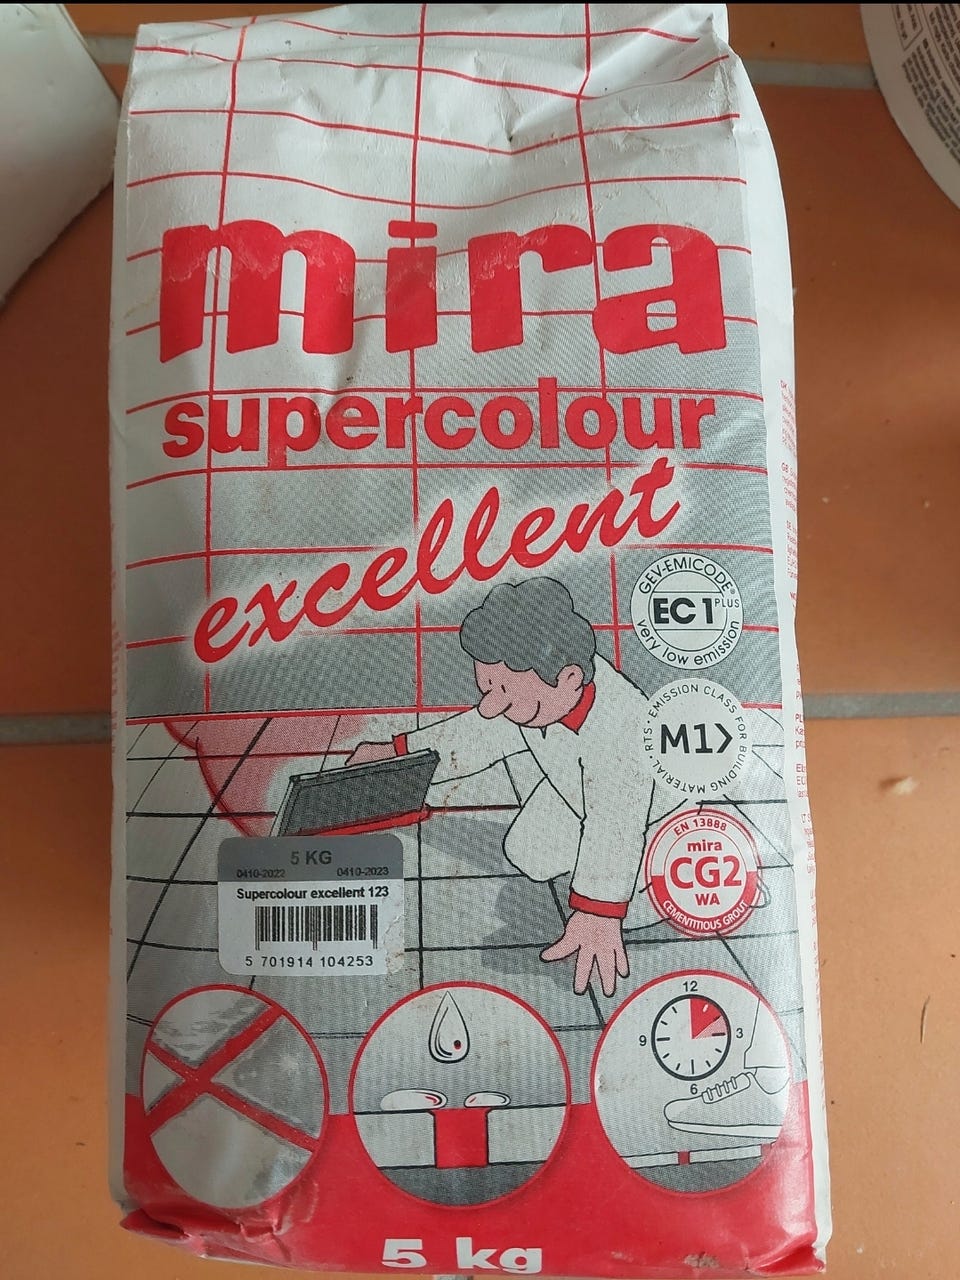 mira
supercolour
excellent
GEV-EMICODE®
EC1PLUS
very low emission
RTS · EMISSION CLASS FOR BUILDING MATERIAL ·
M1
EN 13888
mira
CG2
WA
CEMENTITIOUS GROUT
5 KG
0410-2022 0410-2023
Supercolour excellent 123
5 701914 104253
12
9 3
6
5 kg